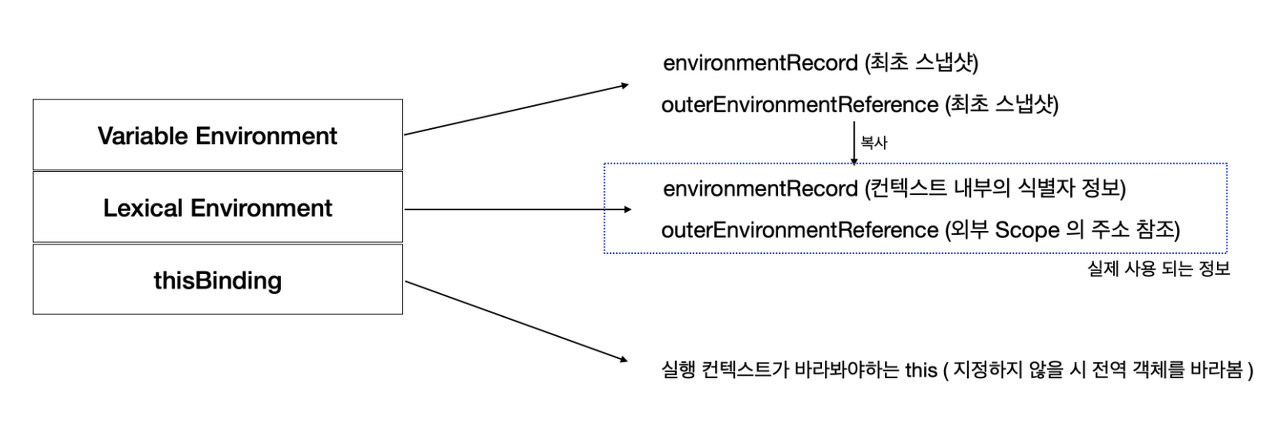 Variable Environment
Lexical Environment
thisBinding
environmentRecord (최초 스냅샷)
outerEnvironmentReference (최초 스냅샷)
복사
environmentRecord (컨텍스트 내부의 식별자 정보)
outerEnvironmentReference (외부 Scope 의 주소 참조)
실제 사용 되는 정보
실행 컨텍스트가 바라봐야하는 this ( 지정하지 않을 시 전역 객체를 바라봄 )